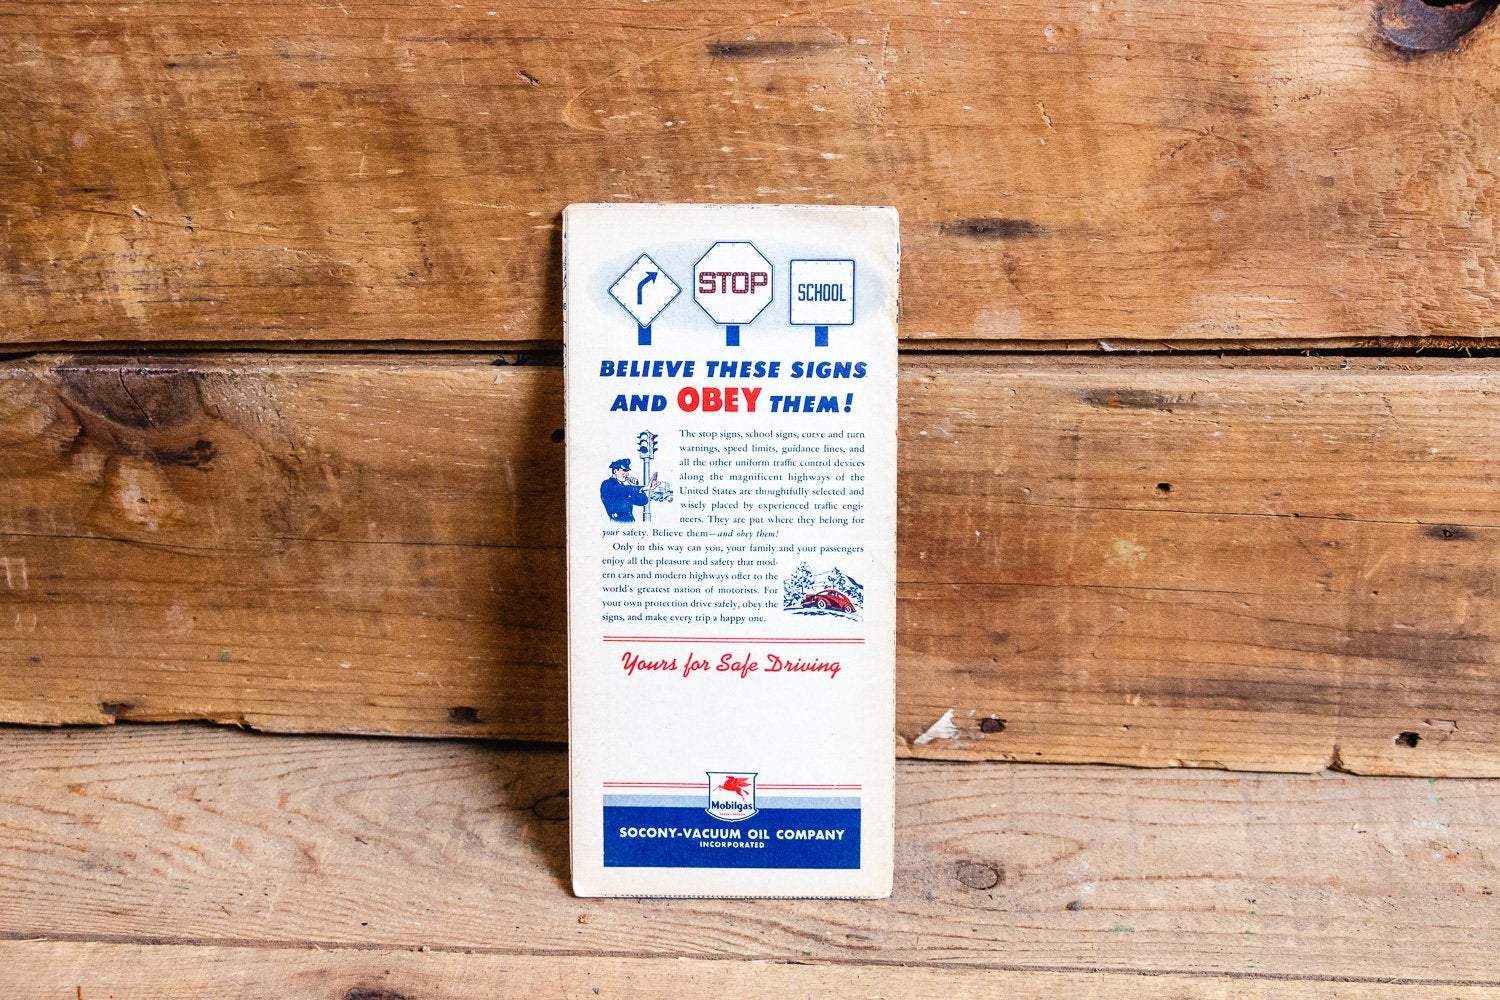 STOP
SCHOOL
BELIEVE THESE SIGNS
AND OBEY THEM!
The stop signs, school signs, curve and turn
warnings, speed limits, guidance lines, and
all the other uniform traffic control devices
along the magnificent highways of the
United States are thoughtfully selected and
wisely placed by experienced traffic engi-
neers. They are put where they belong for
your safety. Believe them—and obey them!
Only in this way can you, your family and your passengers
enjoy all the pleasure and safety that mod-
ern cars and modern highways offer to the
world's greatest nation of motorists. For
your own protection drive safely, obey the
signs, and make every trip a happy one.
Yours for Safe Driving
Mobilgas
SOCONY-VACUUM OIL COMPANY
INCORPORATED